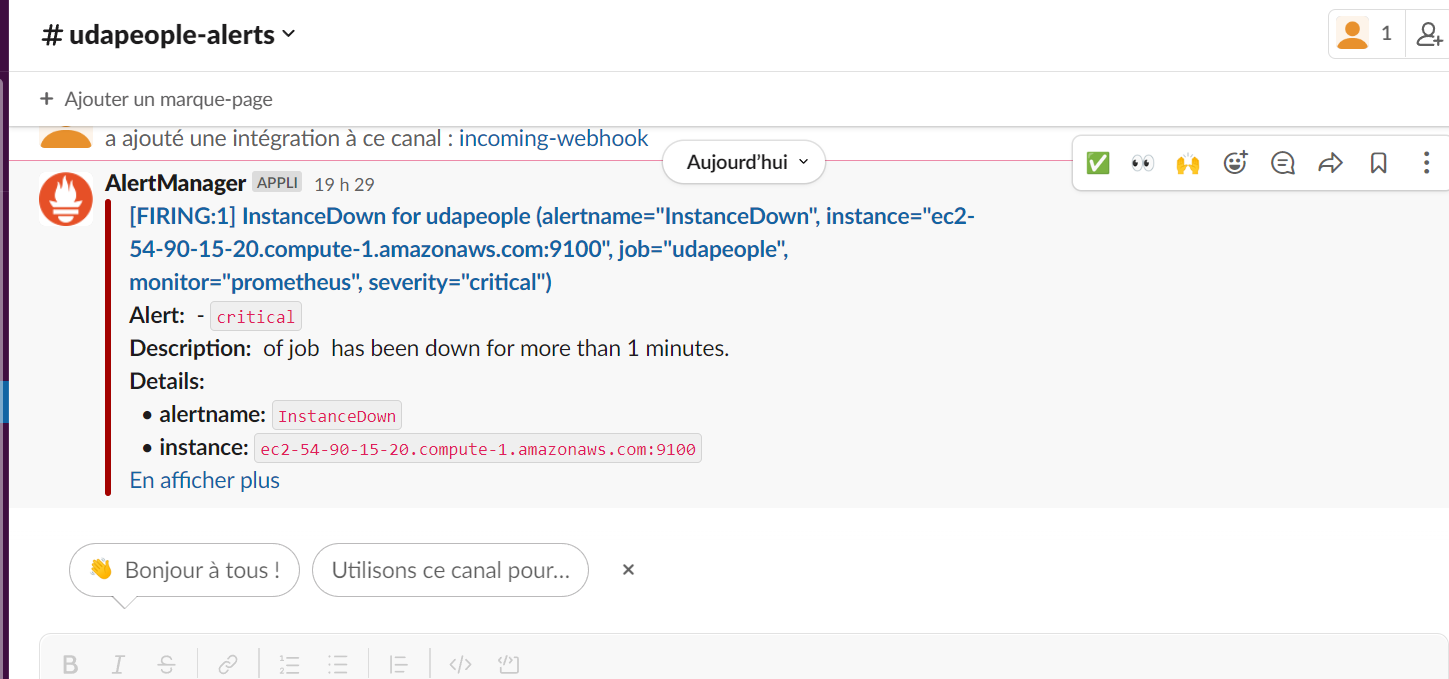 # udapeople-alerts
1
+ Ajouter un marque-page
a ajouté une intégration à ce canal : incoming-webhook
Aujourd'hui
AlertManager APPLI 19 h 29
[FIRING:1] InstanceDown for udapeople (alertname="InstanceDown", instance="ec2-
54-90-15-20.compute-1.amazonaws.com:9100", job="udapeople",
monitor="prometheus", severity="critical")
Alert: - critical
Description: of job has been down for more than 1 minutes.
Details:
• alertname: InstanceDown
• instance: ec2-54-90-15-20.compute-1.amazonaws.com:9100
En afficher plus
👋 Bonjour à tous !
Utilisons ce canal pour...
B I S